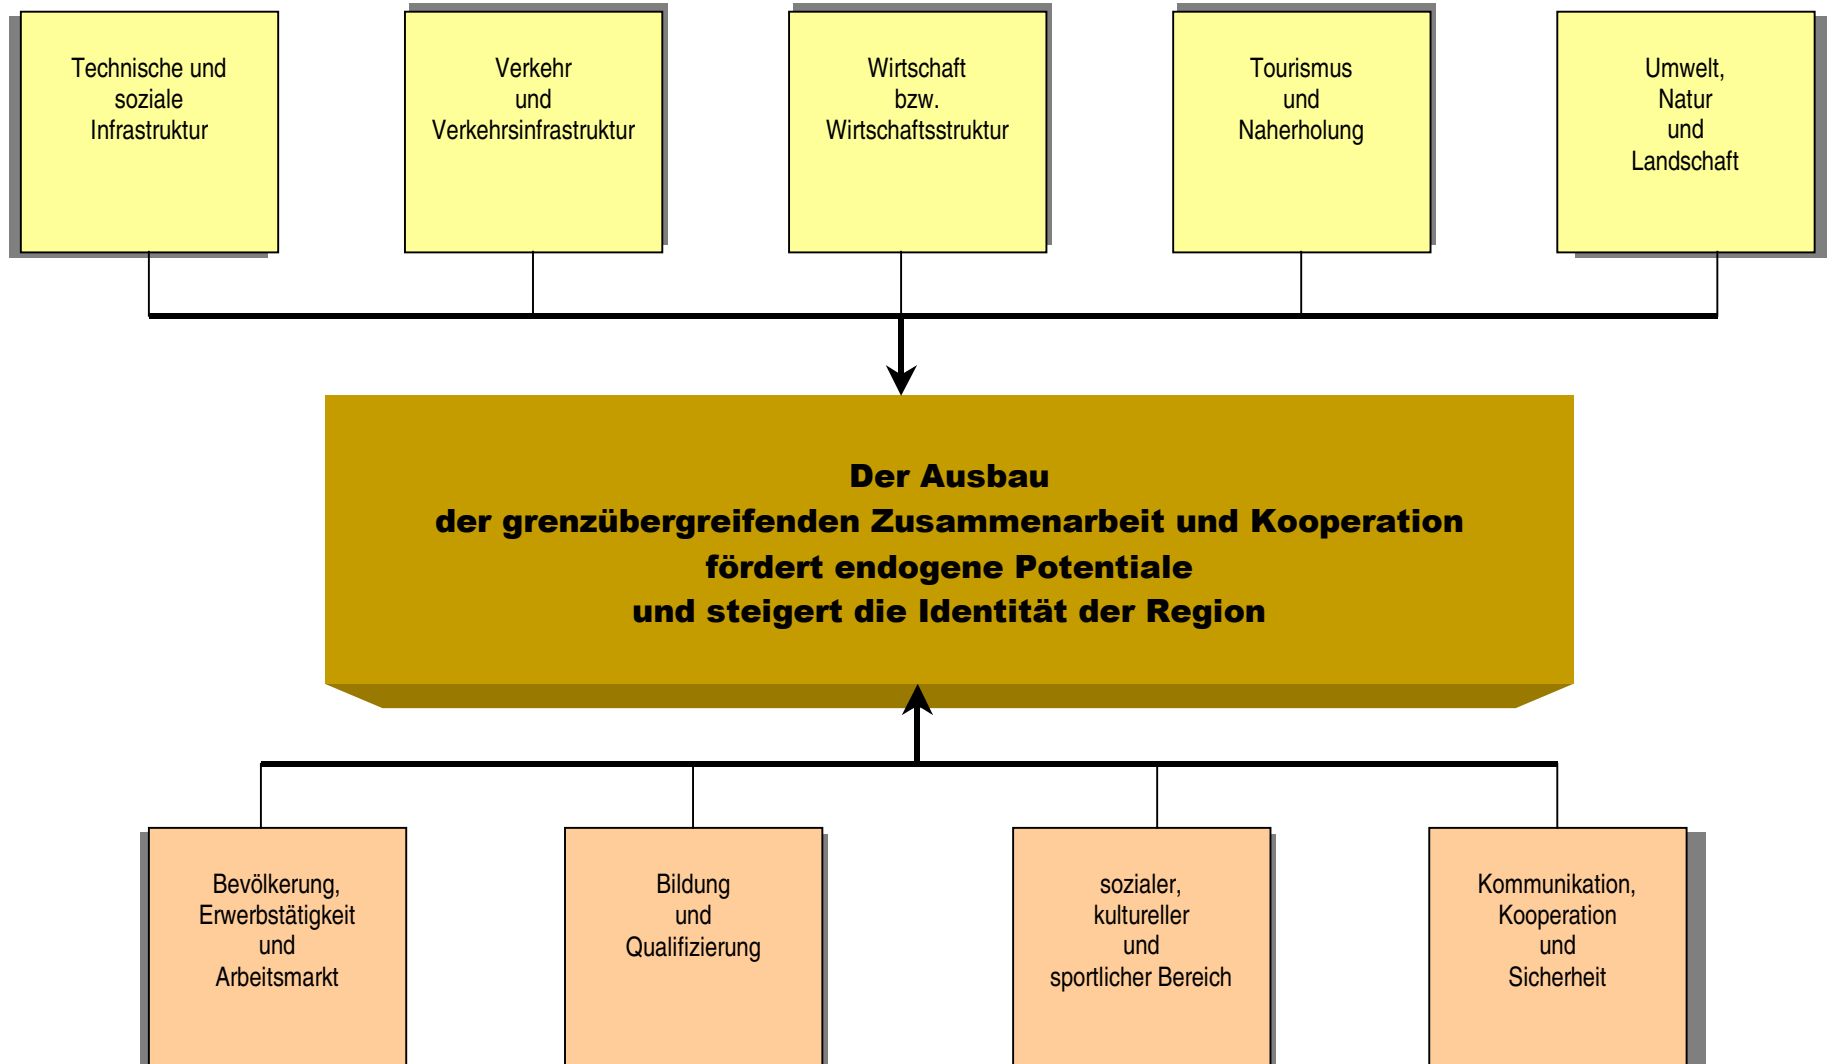 Technische und
soziale
Infrastruktur
Verkehr
und
Verkehrsinfrastruktur
Wirtschaft
bzw.
Wirtschaftsstruktur
Tourismus
und
Naherholung
Umwelt,
Natur
und
Landschaft
Der Ausbau
der grenzübergreifenden Zusammenarbeit und Kooperation
fördert endogene Potentiale
und steigert die Identität der Region
Bevölkerung,
Erwerbstätigkeit
und
Arbeitsmarkt
Bildung
und
Qualifizierung
sozialer,
kultureller
und
sportlicher Bereich
Kommunikation,
Kooperation
und
Sicherheit